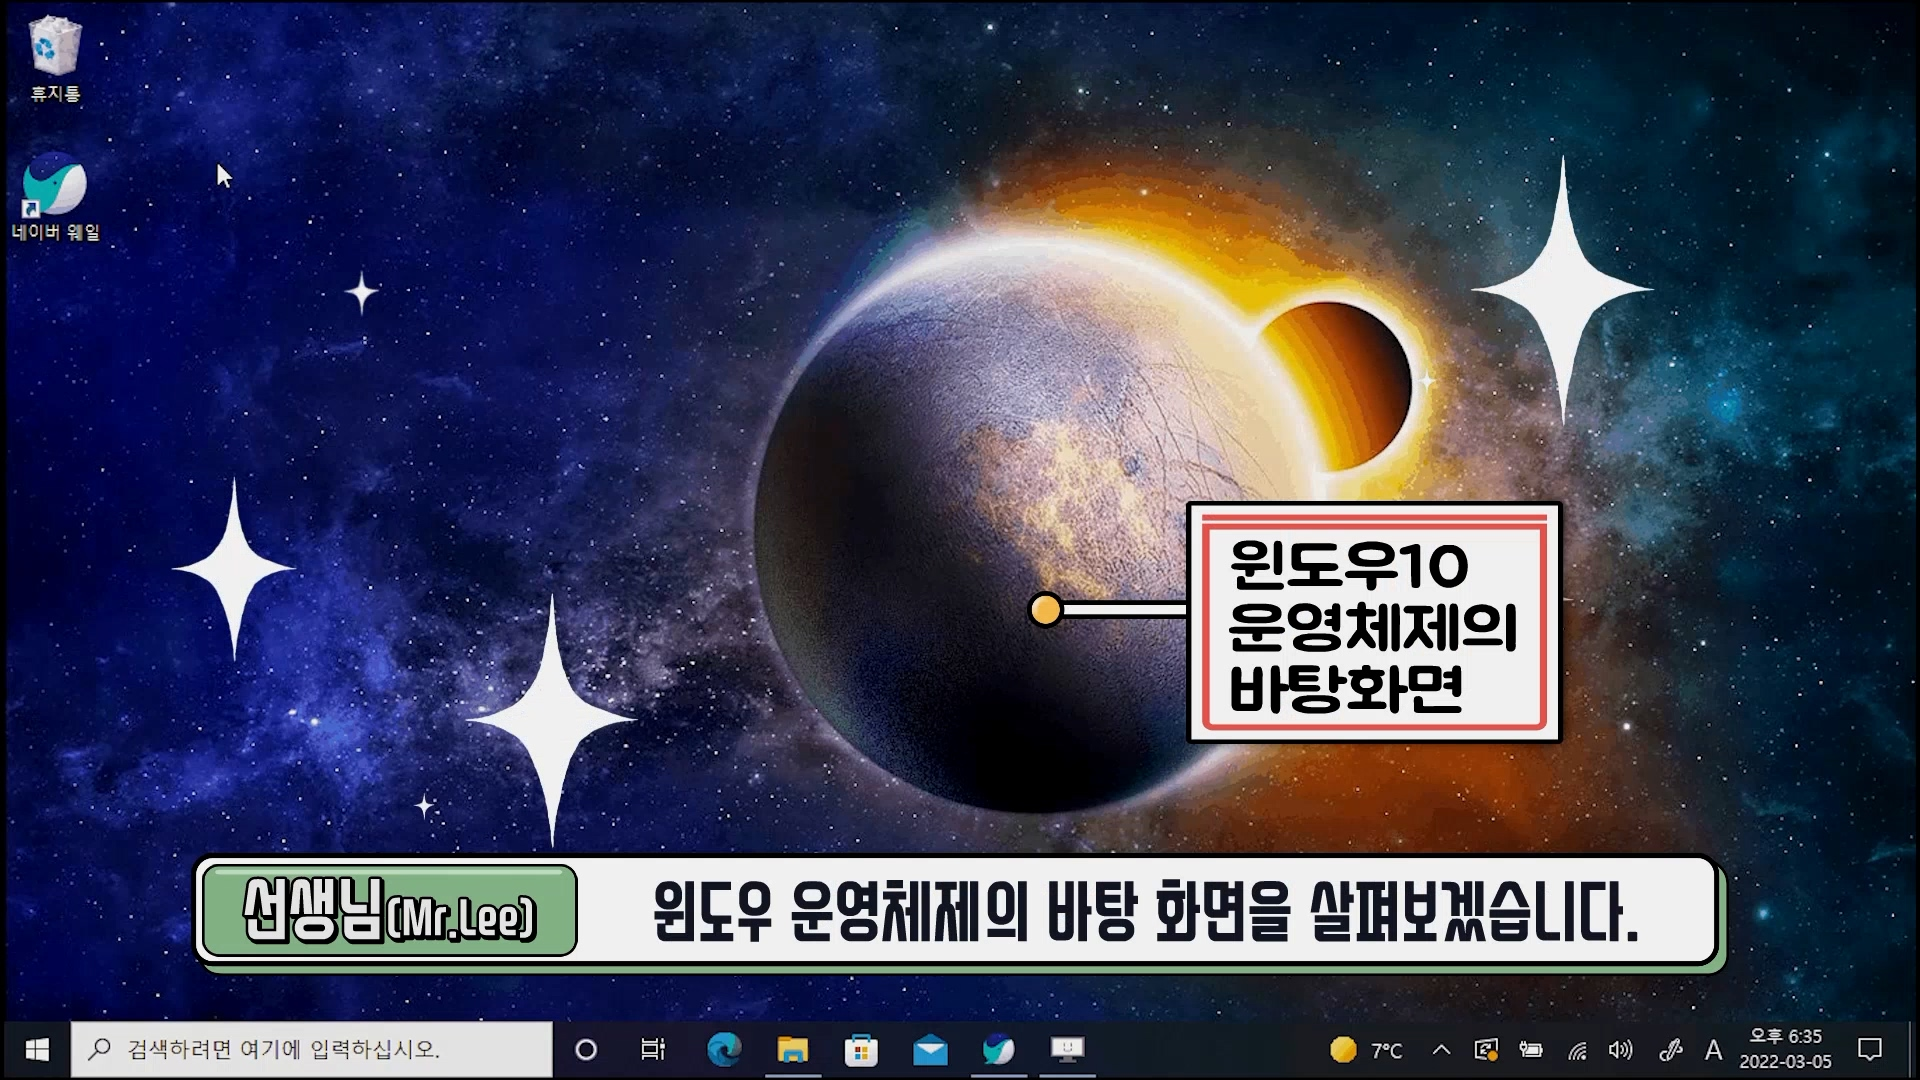 휴지통
네이버 웨일
윈도우10
운영체제의
바탕화면
선생님(Mr.Lee) 윈도우 운영체제의 바탕 화면을 살펴보겠습니다.
검색하려면 여기에 입력하십시오. 7°C A 오후 6:35
2022-03-05